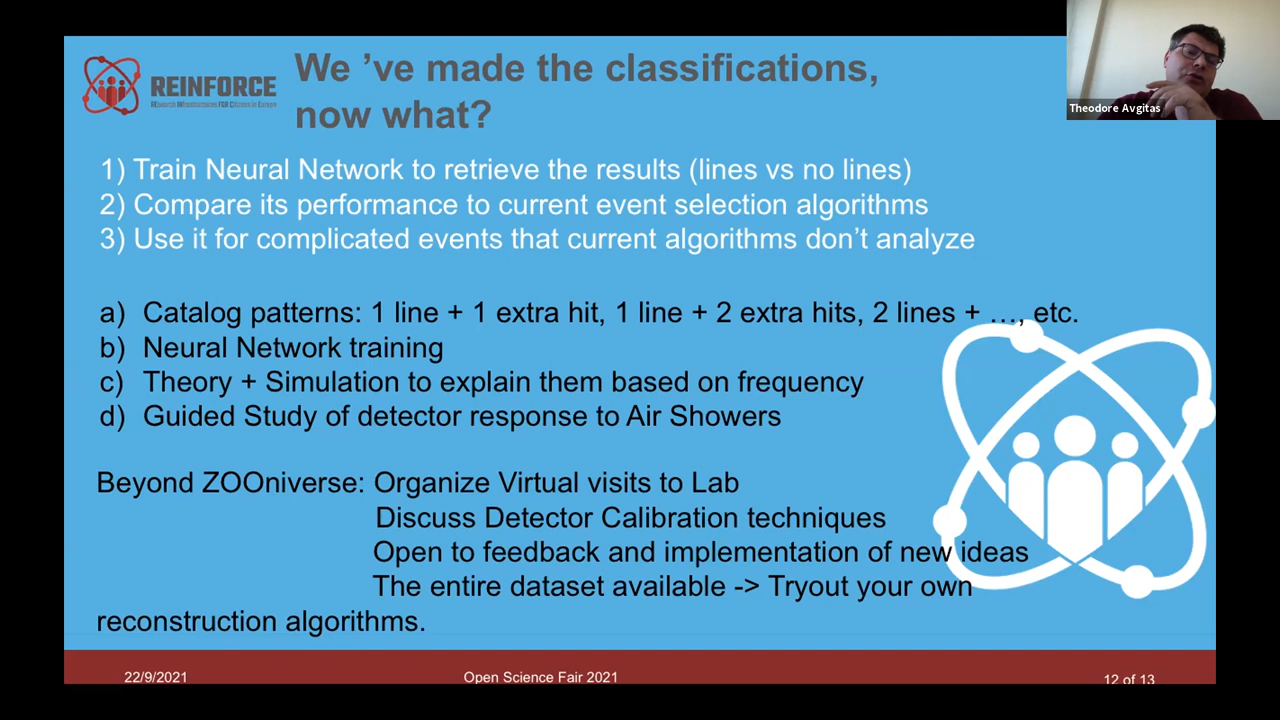 REINFORCE
REsearch INfrastructures FOR Citizens in Europe
We 've made the classifications,
now what?
Theodore Avgitas
1) Train Neural Network to retrieve the results (lines vs no lines)
2) Compare its performance to current event selection algorithms
3) Use it for complicated events that current algorithms don't analyze
a) Catalog patterns: 1 line + 1 extra hit, 1 line + 2 extra hits, 2 lines + …, etc.
b) Neural Network training
c) Theory + Simulation to explain them based on frequency
d) Guided Study of detector response to Air Showers
Beyond ZOOniverse: Organize Virtual visits to Lab
Discuss Detector Calibration techniques
Open to feedback and implementation of new ideas
The entire dataset available -> Tryout your own
reconstruction algorithms.
22/9/2021
Open Science Fair 2021
12 of 13